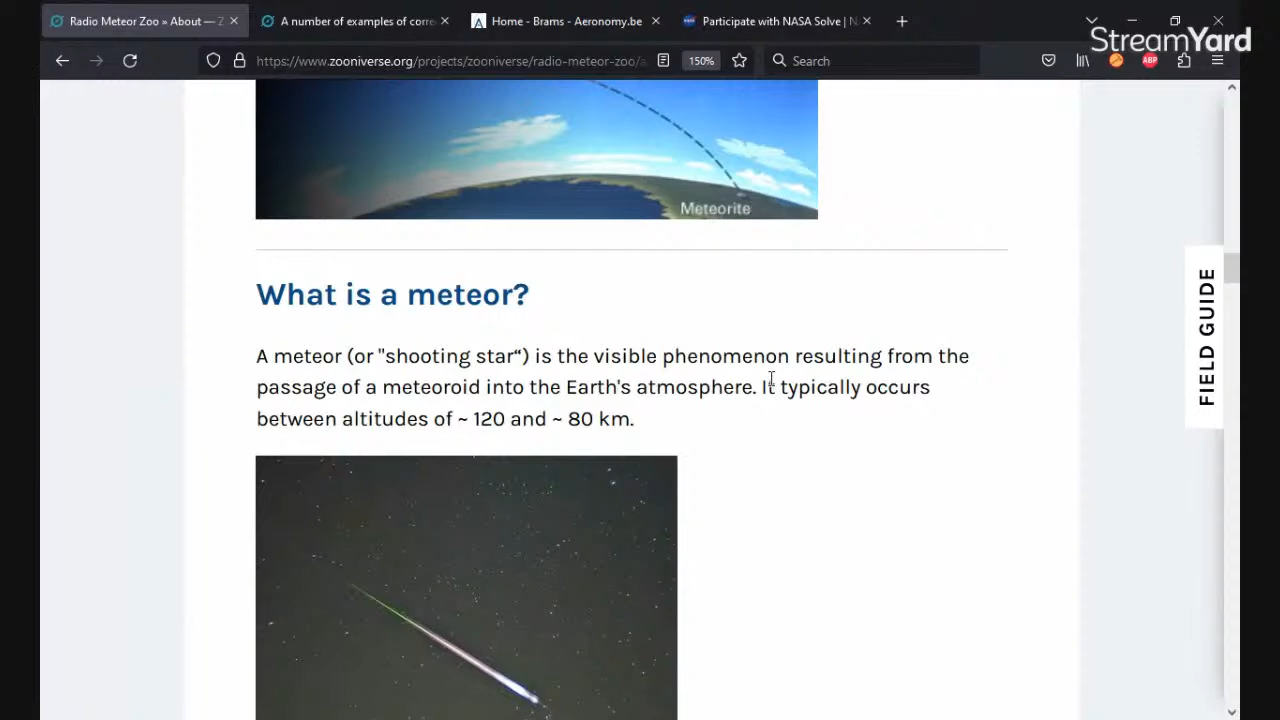 Radio Meteor Zoo » About — Z
A number of examples of corre
Home - Brams - Aeronomy.be
Participate with NASA Solve | N
StreamYard
https://www.zooniverse.org/projects/zooniverse/radio-meteor-zoo/a
150%
Search
ABP
Meteorite
What is a meteor?
A meteor (or "shooting star“) is the visible phenomenon resulting from the
passage of a meteoroid into the Earth's atmosphere. It typically occurs
between altitudes of ~ 120 and ~ 80 km.
FIELD GUIDE